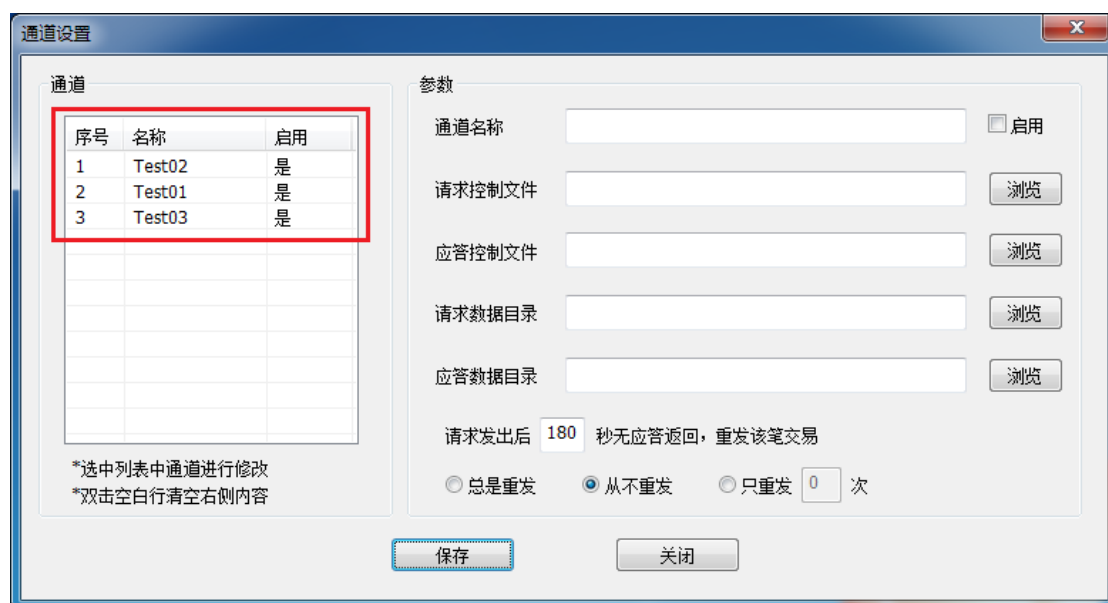 通道设置
通道
序号 名称 启用
1 Test02 是
2 Test01 是
3 Test03 是
*选中列表中通道进行修改
*双击空白行清空右侧内容
参数
通道名称 启用
请求控制文件 浏览
应答控制文件 浏览
请求数据目录 浏览
应答数据目录 浏览
请求发出后 180 秒无应答返回，重发该笔交易
总是重发 从不重发 只重发 0 次
保存 关闭